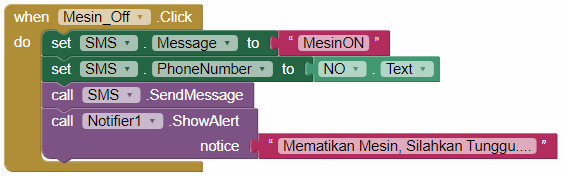 when Mesin_Off .Click
do set SMS . Message to " MesinON "
set SMS . PhoneNumber to NO . Text
call SMS .SendMessage
call Notifier1 .ShowAlert
notice " Mematikan Mesin, Silahkan Tunggu.... "